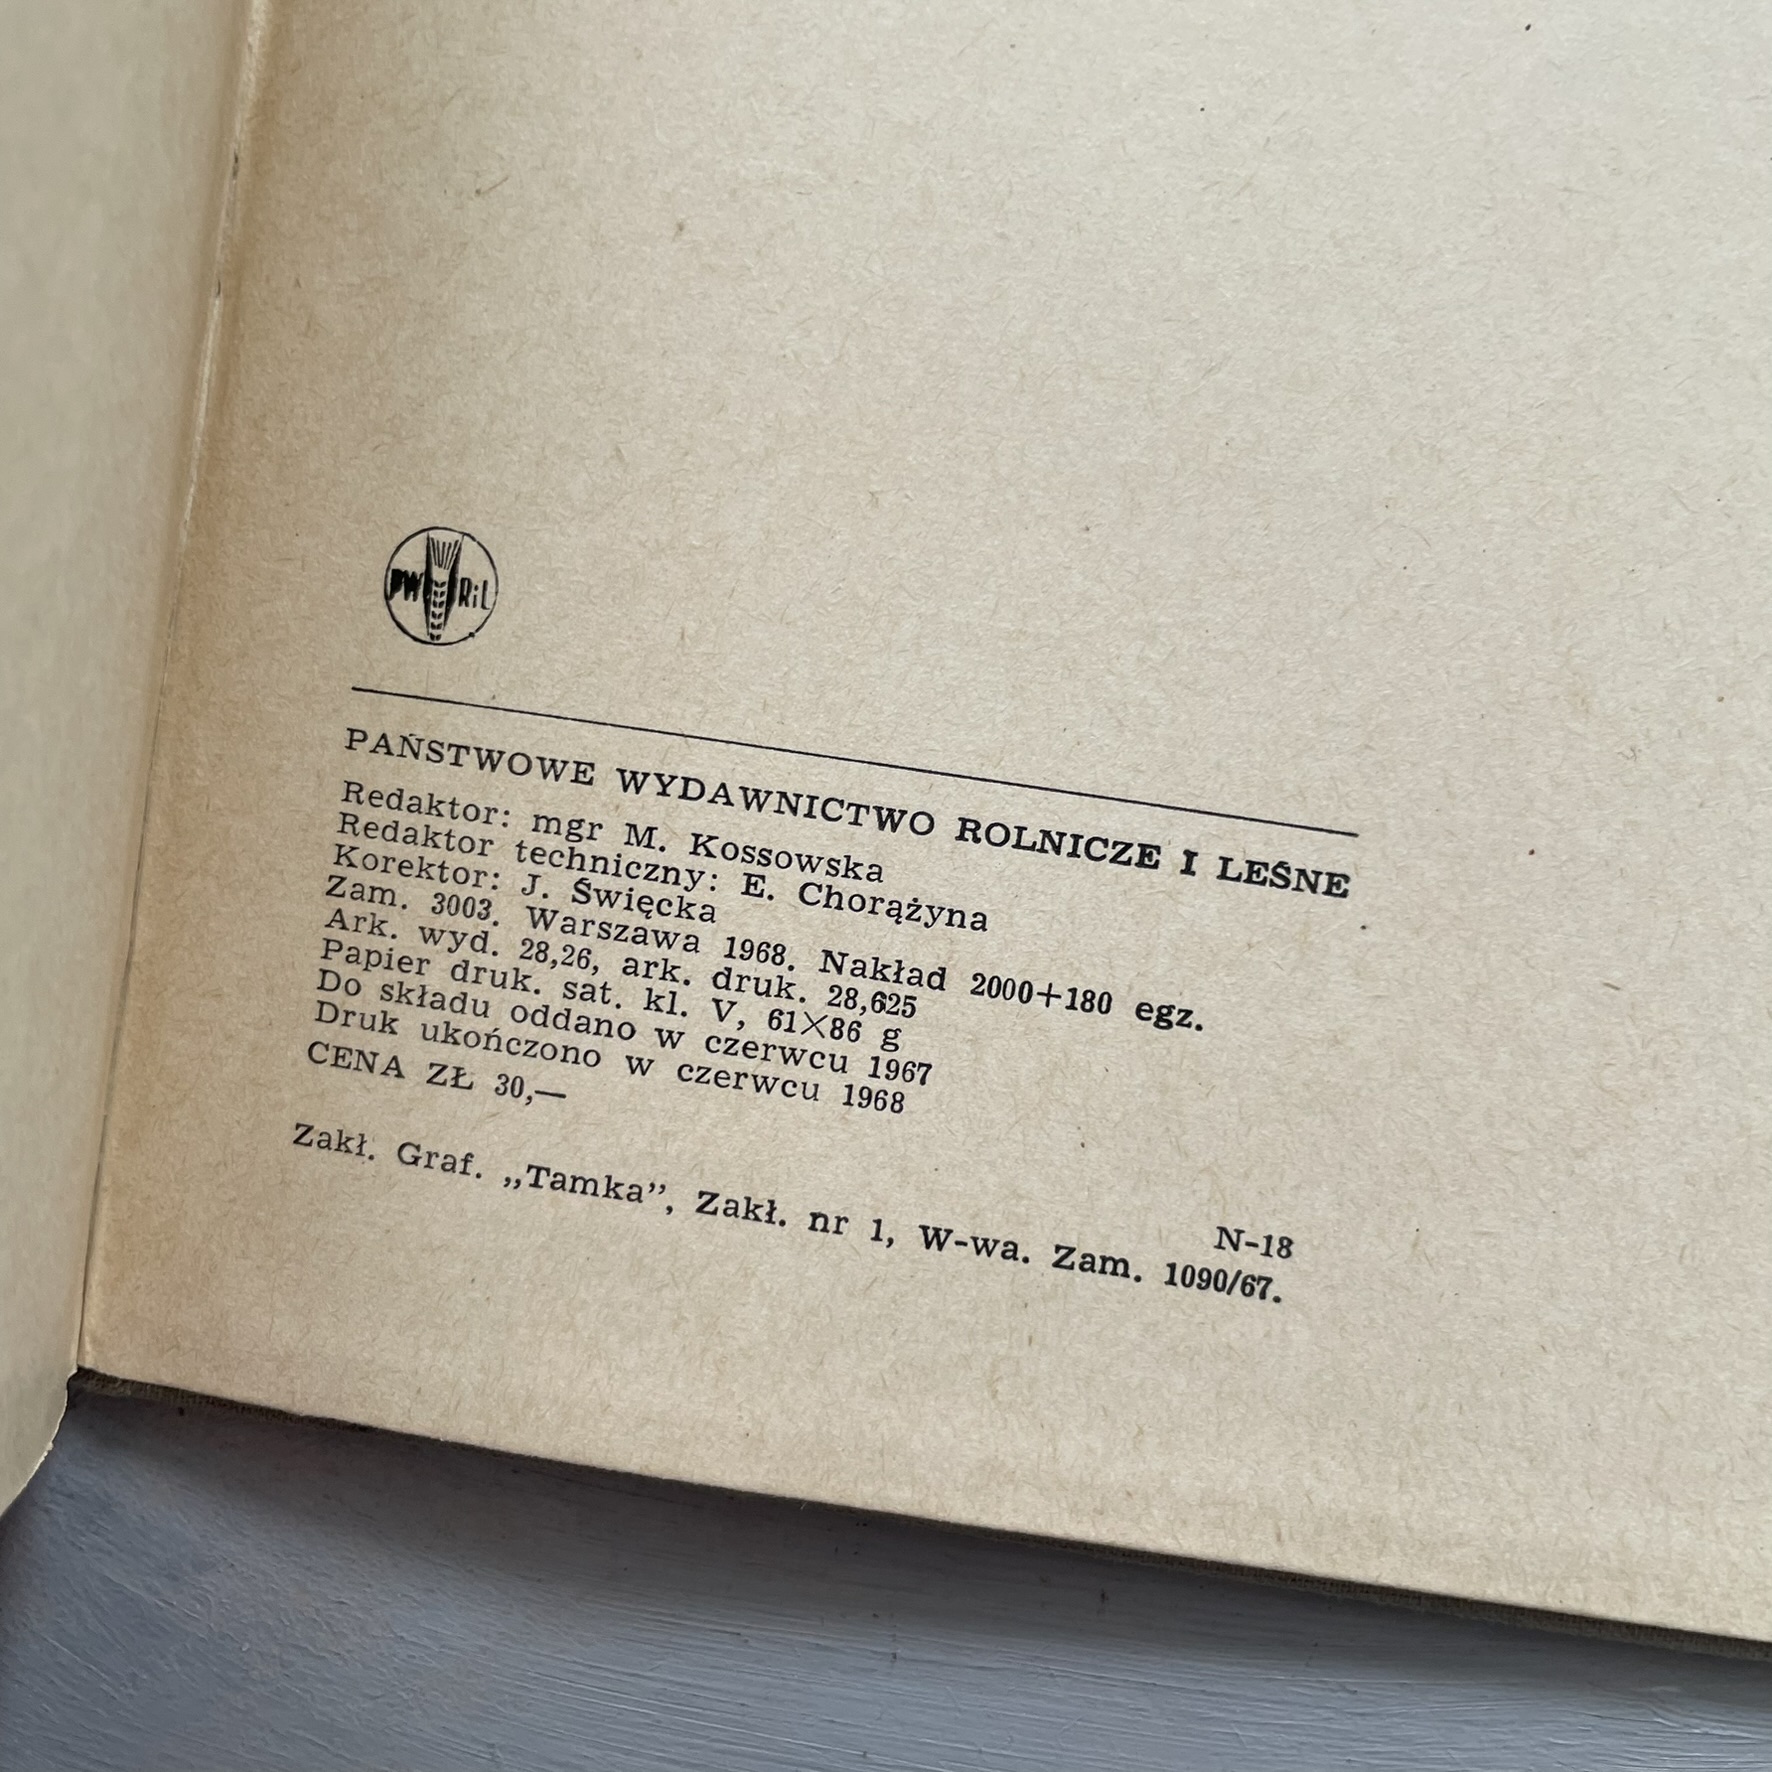 PW RiL
PAŃSTWOWE WYDAWNICTWO ROLNICZE I LEŚNE
Redaktor: mgr M. Kossowska
Redaktor techniczny: E. Chorążyna
Korektor: J. Święcka
Zam. 3003. Warszawa 1968. Nakład 2000+180 egz.
Ark. wyd. 28,26, ark. druk. 28,625
Papier druk. sat. kl. V, 61×86 g
Do składu oddano w czerwcu 1967
Druk ukończono w czerwcu 1968
CENA ZŁ 30,—
N-18
Zakł. Graf. „Tamka”, Zakł. nr 1, W-wa. Zam. 1090/67.